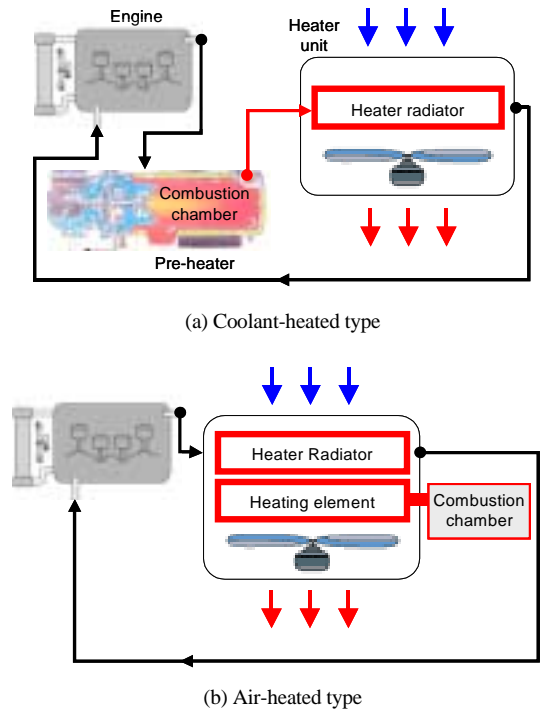 Engine
Heater
unit
Heater radiator
Combustion
chamber
Pre-heater
(a) Coolant-heated type
Heater Radiator
Heating element
Combustion
chamber
(b) Air-heated type